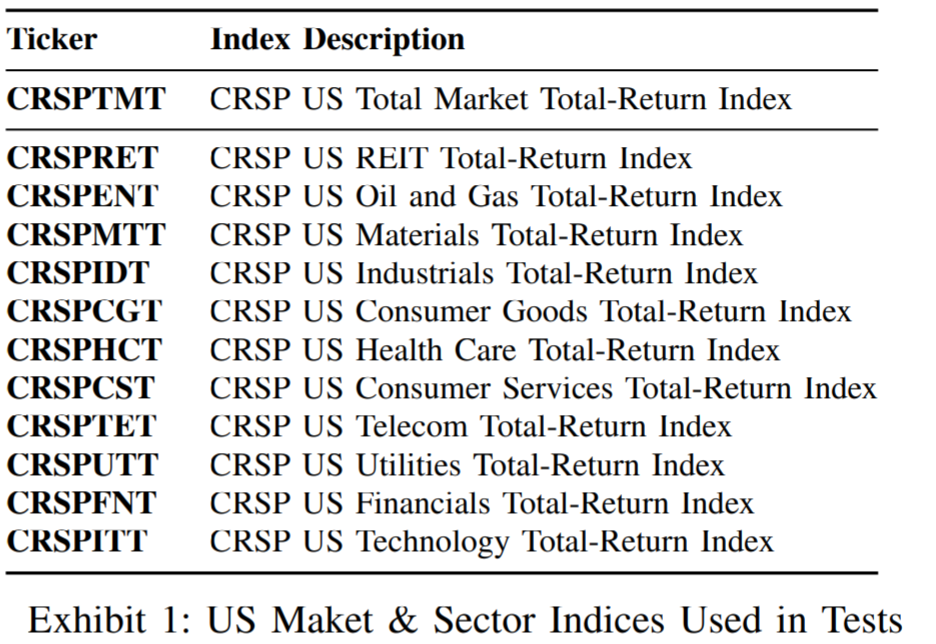 Ticker Index Description
CRSPTMT CRSP US Total Market Total-Return Index
CRSPRET CRSP US REIT Total-Return Index
CRSPENT CRSP US Oil and Gas Total-Return Index
CRSPMTT CRSP US Materials Total-Return Index
CRSPIDT CRSP US Industrials Total-Return Index
CRSPCGT CRSP US Consumer Goods Total-Return Index
CRSPHCT CRSP US Health Care Total-Return Index
CRSPCST CRSP US Consumer Services Total-Return Index
CRSPTET CRSP US Telecom Total-Return Index
CRSPUTT CRSP US Utilities Total-Return Index
CRSPFNT CRSP US Financials Total-Return Index
CRSPITT CRSP US Technology Total-Return Index
Exhibit 1: US Maket & Sector Indices Used in Tests